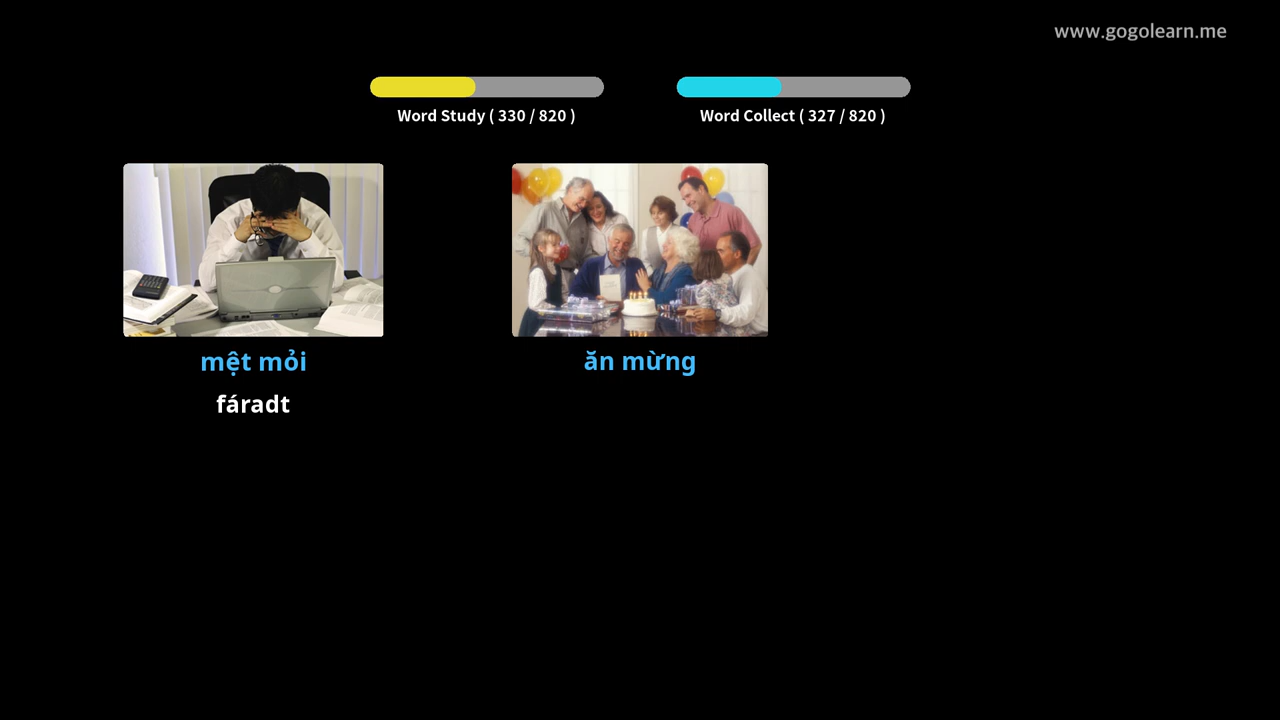 www.gogolearn.me
Word Study ( 330 / 820 )
Word Collect ( 327 / 820 )
mệt mỏi
fáradt
ăn mừng